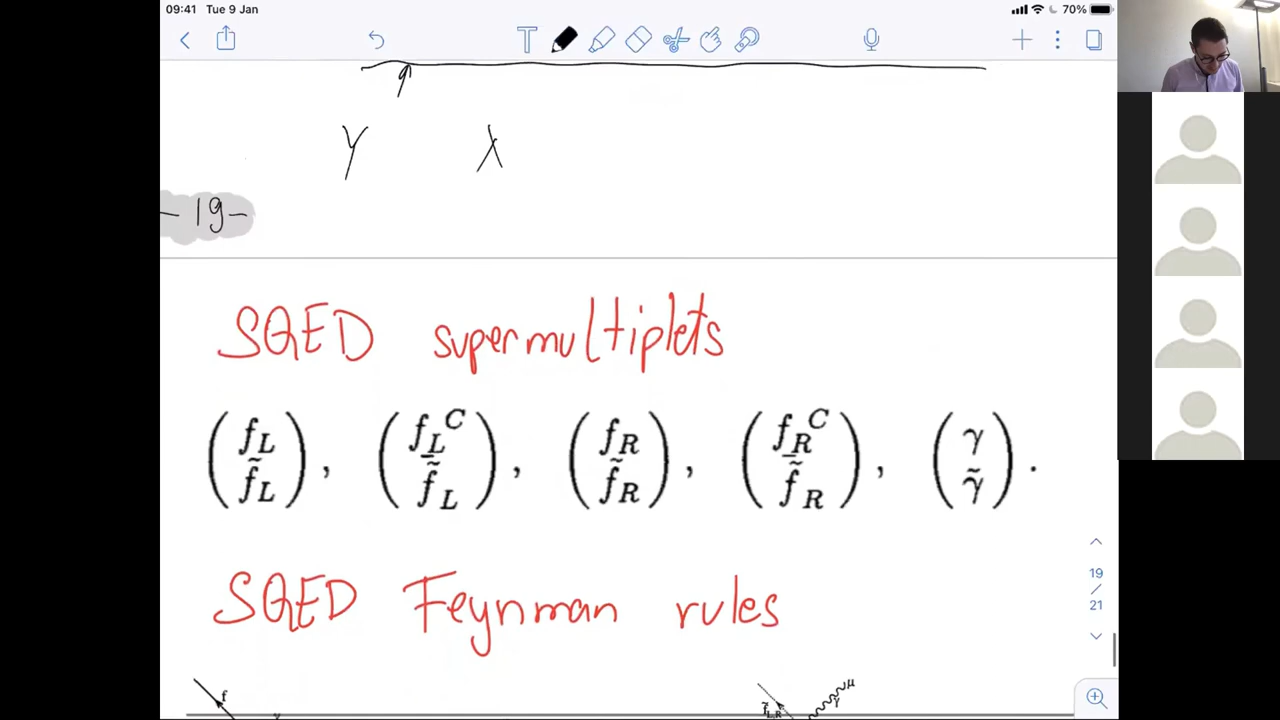 09:41 Tue 9 Jan 70%
Y X
- 19 -
SQED supermultiplets
( f_L ), ( f_L^C ), ( f_R ), ( f_R^C ), ( γ ).
( f̃_L ), ( f̃̄_L ), ( f̃_R ), ( f̃̄_R ), ( γ̃ ).
19
/
21
SQED Feynman rules
f
μ
γ
f̃_L,R